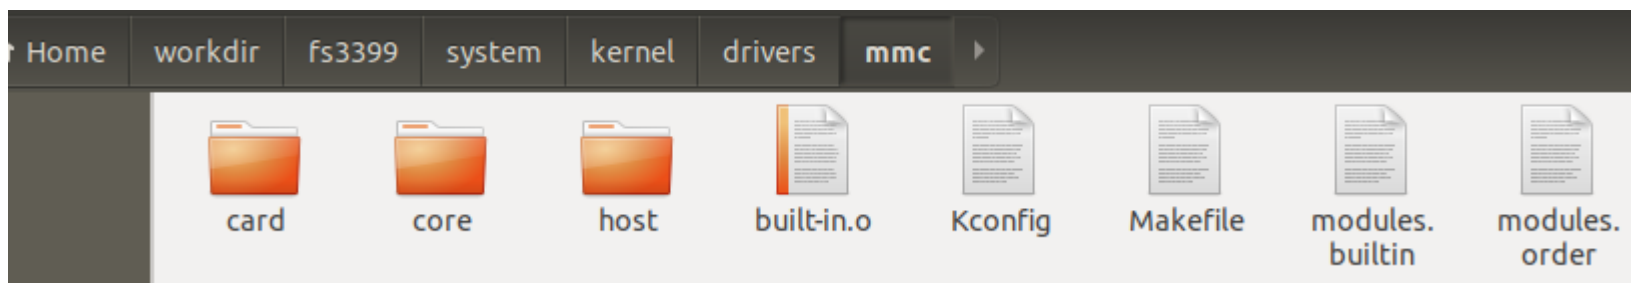 Home workdir fs3399 system kernel drivers mmc
card core host built-in.o Kconfig Makefile modules.builtin modules.order